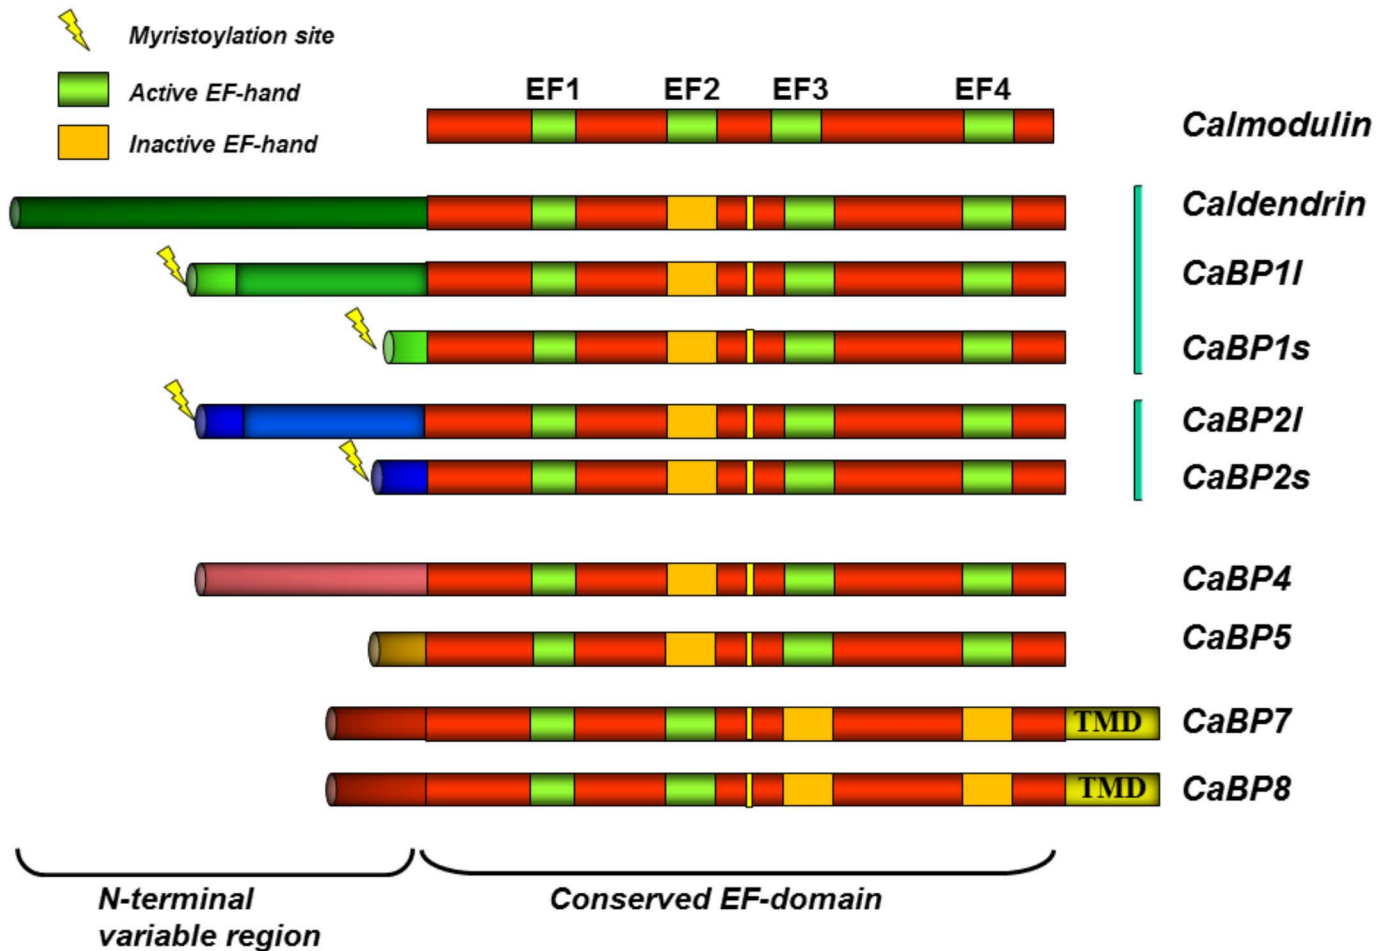 Myristoylation site
Active EF-hand
Inactive EF-hand
EF1 EF2 EF3 EF4
Calmodulin
Caldendrin
CaBP1l
CaBP1s
CaBP2l
CaBP2s
CaBP4
CaBP5
TMD CaBP7
TMD CaBP8
N-terminal
variable region
Conserved EF-domain